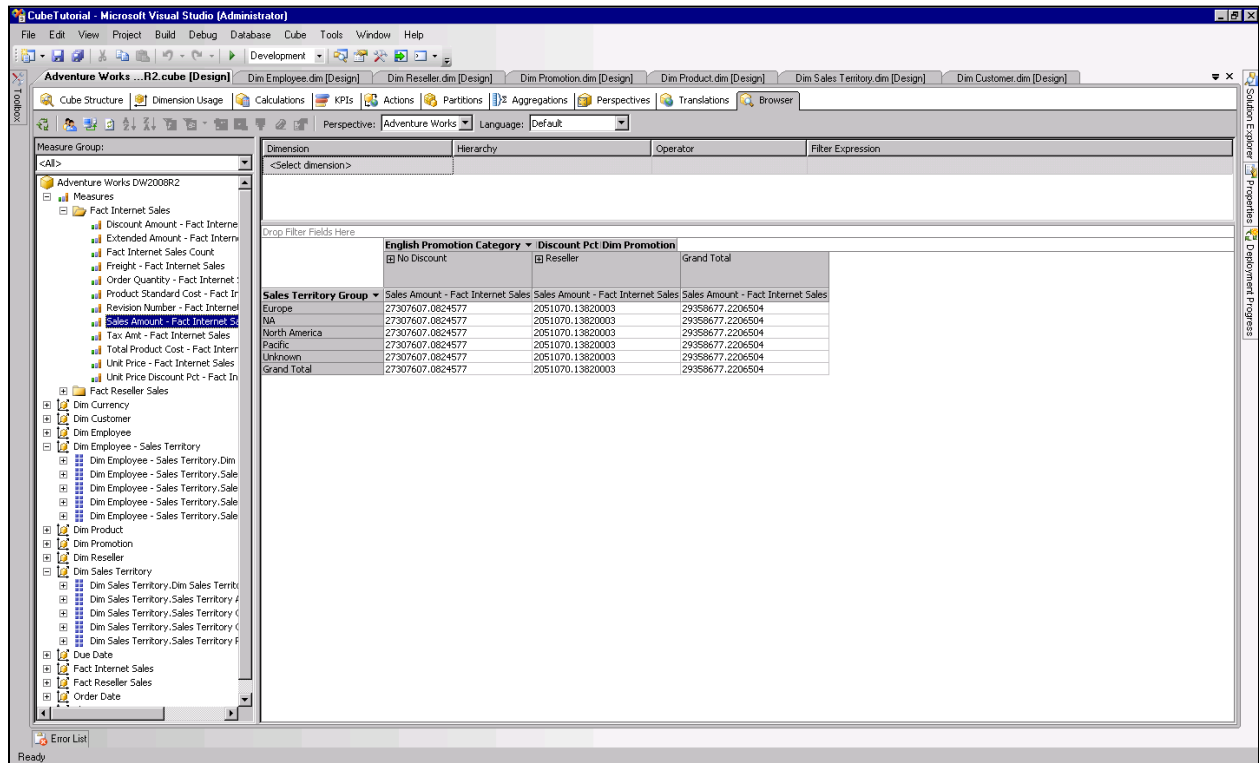 CubeTutorial - Microsoft Visual Studio (Administrator)
File Edit View Project Build Debug Database Cube Tools Window Help
Development
Adventure Works ...R2.cube [Design] Dim Employee.dim [Design] Dim Reseller.dim [Design] Dim Promotion.dim [Design] Dim Product.dim [Design] Dim Sales Territory.dim [Design] Dim Customer.dim [Design]
Toolbox
Cube Structure Dimension Usage Calculations KPIs Actions Partitions Aggregations Perspectives Translations Browser
Perspective: Adventure Works Language: Default
Solution Explorer
Properties
Deployment Progress
Measure Group:
<All>
Adventure Works DW2008R2
Measures
Fact Internet Sales
Discount Amount - Fact Interne
Extended Amount - Fact Intern
Fact Internet Sales Count
Freight - Fact Internet Sales
Order Quantity - Fact Internet
Product Standard Cost - Fact Ir
Revision Number - Fact Internel
Sales Amount - Fact Internet Sa
Tax Amt - Fact Internet Sales
Total Product Cost - Fact Intern
Unit Price - Fact Internet Sales
Unit Price Discount Pct - Fact In
Fact Reseller Sales
Dim Currency
Dim Customer
Dim Employee
Dim Employee - Sales Territory
Dim Employee - Sales Territory.Dim
Dim Employee - Sales Territory.Sale
Dim Employee - Sales Territory.Sale
Dim Employee - Sales Territory.Sale
Dim Employee - Sales Territory.Sale
Dim Product
Dim Promotion
Dim Reseller
Dim Sales Territory
Dim Sales Territory.Dim Sales Territo
Dim Sales Territory.Sales Territory A
Dim Sales Territory.Sales Territory C
Dim Sales Territory.Sales Territory C
Dim Sales Territory.Sales Territory R
Due Date
Fact Internet Sales
Fact Reseller Sales
Order Date
Dimension Hierarchy Operator Filter Expression
<Select dimension>
Drop Filter Fields Here
English Promotion Category Discount Pct Dim Promotion
No Discount Reseller Grand Total
Sales Territory Group Sales Amount - Fact Internet Sales Sales Amount - Fact Internet Sales Sales Amount - Fact Internet Sales
Europe 27307607.0824577 2051070.13820003 29358677.2206504
NA 27307607.0824577 2051070.13820003 29358677.2206504
North America 27307607.0824577 2051070.13820003 29358677.2206504
Pacific 27307607.0824577 2051070.13820003 29358677.2206504
Unknown 27307607.0824577 2051070.13820003 29358677.2206504
Grand Total 27307607.0824577 2051070.13820003 29358677.2206504
Error List
Ready